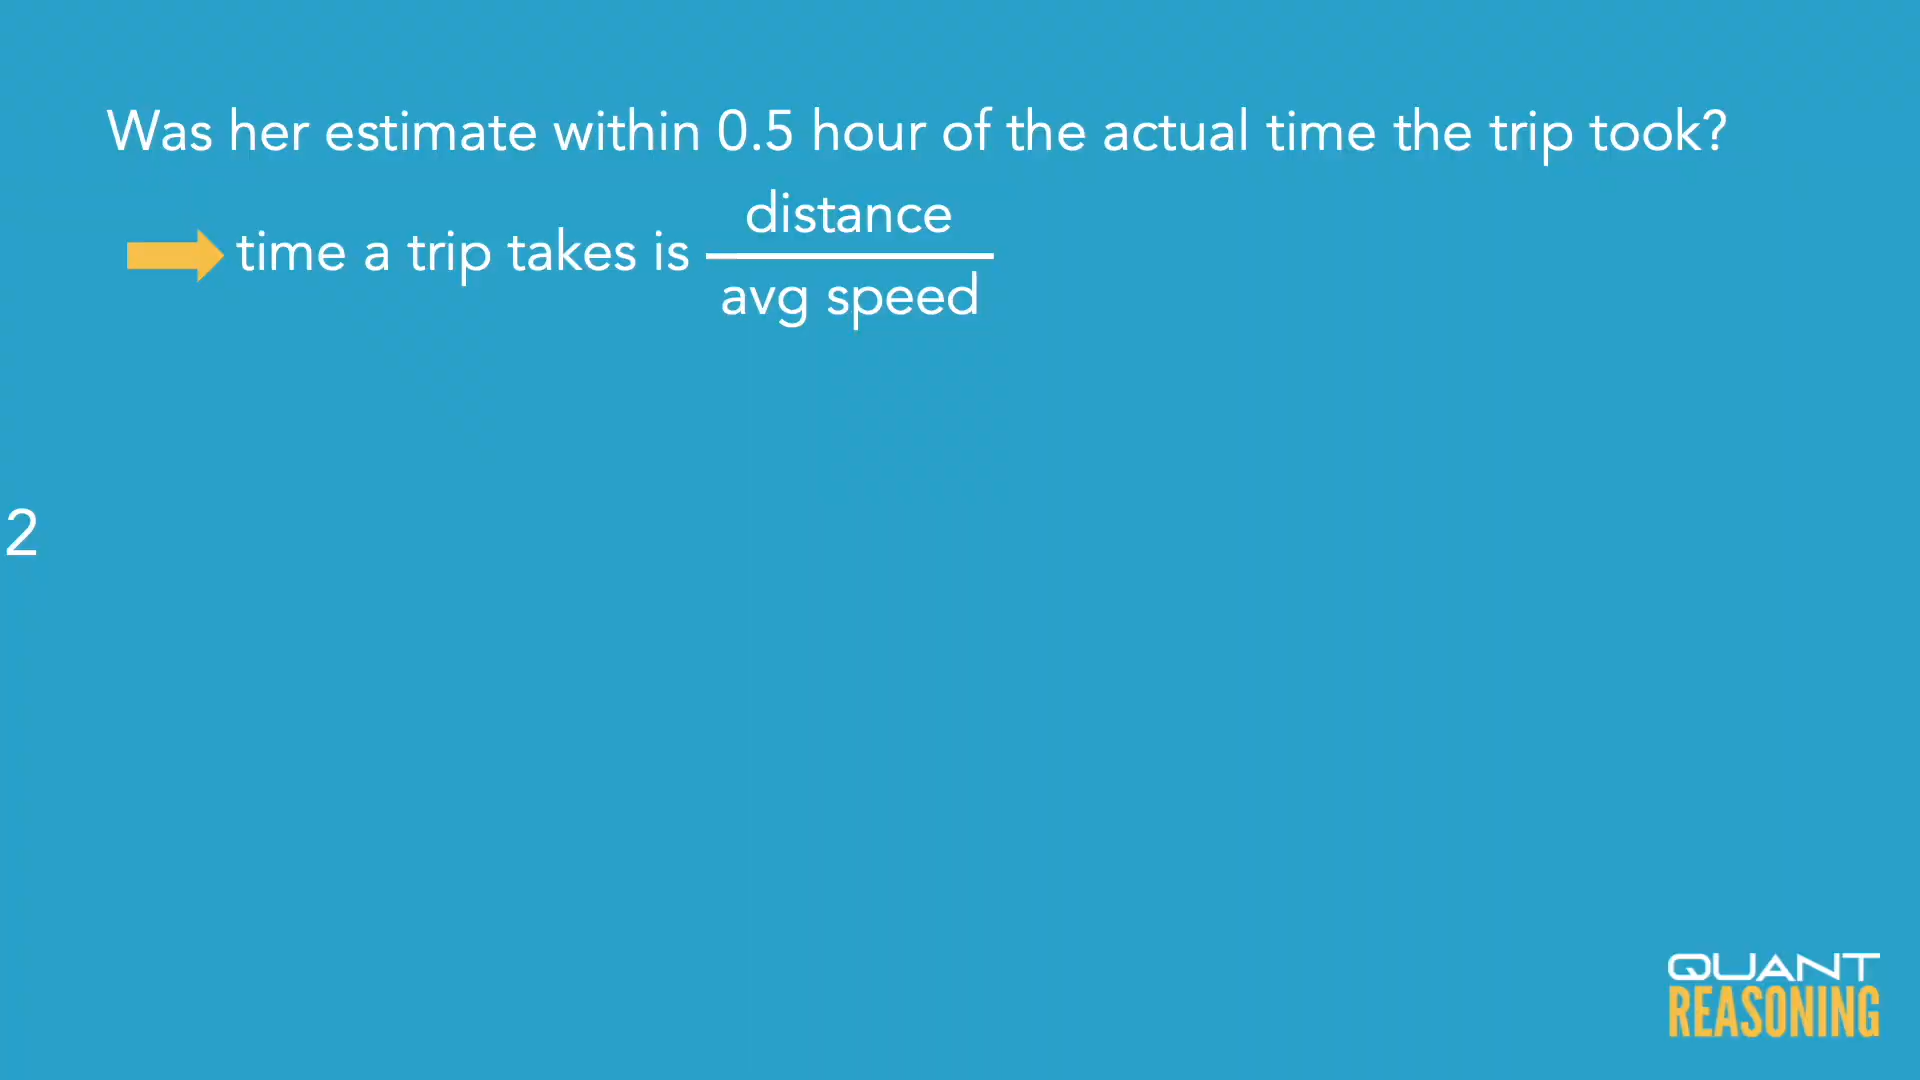 Was her estimate within 0.5 hour of the actual time the trip took?
time a trip takes is distance
avg speed
2
QUANT
REASONING